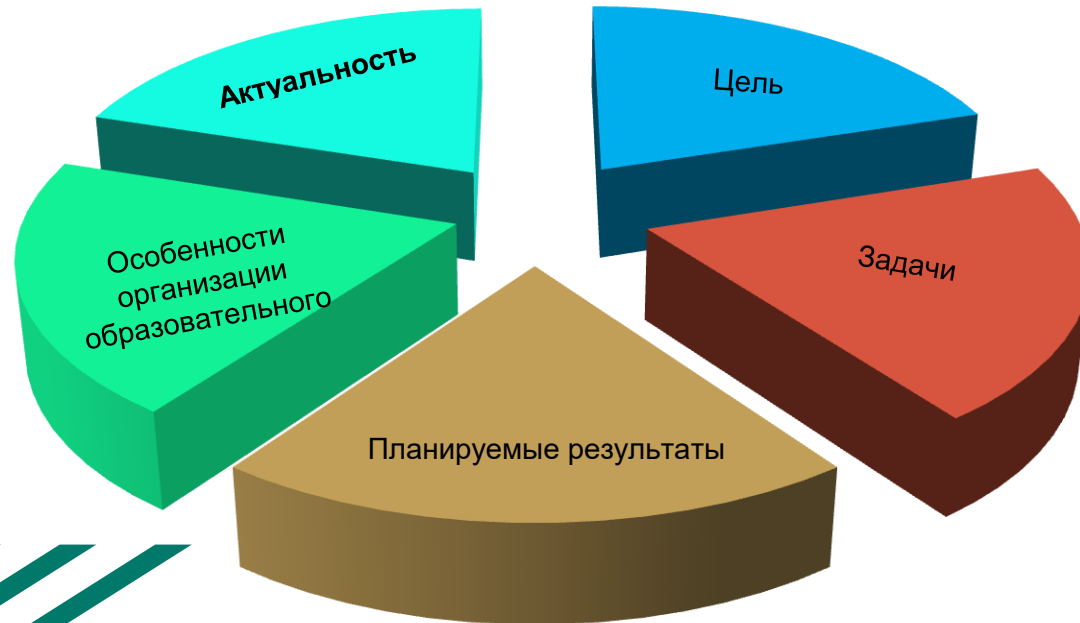 Актуальность
Цель
Особенности
организации
образовательного
Задачи
Планируемые результаты